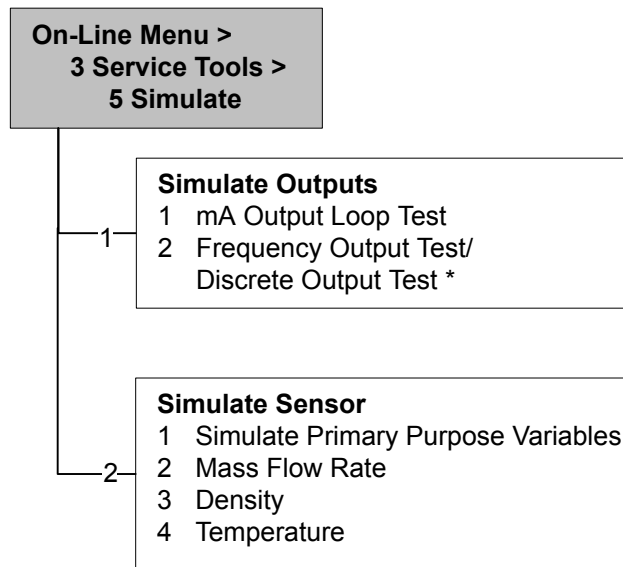 On-Line Menu >
3 Service Tools >
5 Simulate
1
Simulate Outputs
1 mA Output Loop Test
2 Frequency Output Test/
Discrete Output Test *
2
Simulate Sensor
1 Simulate Primary Purpose Variables
2 Mass Flow Rate
3 Density
4 Temperature